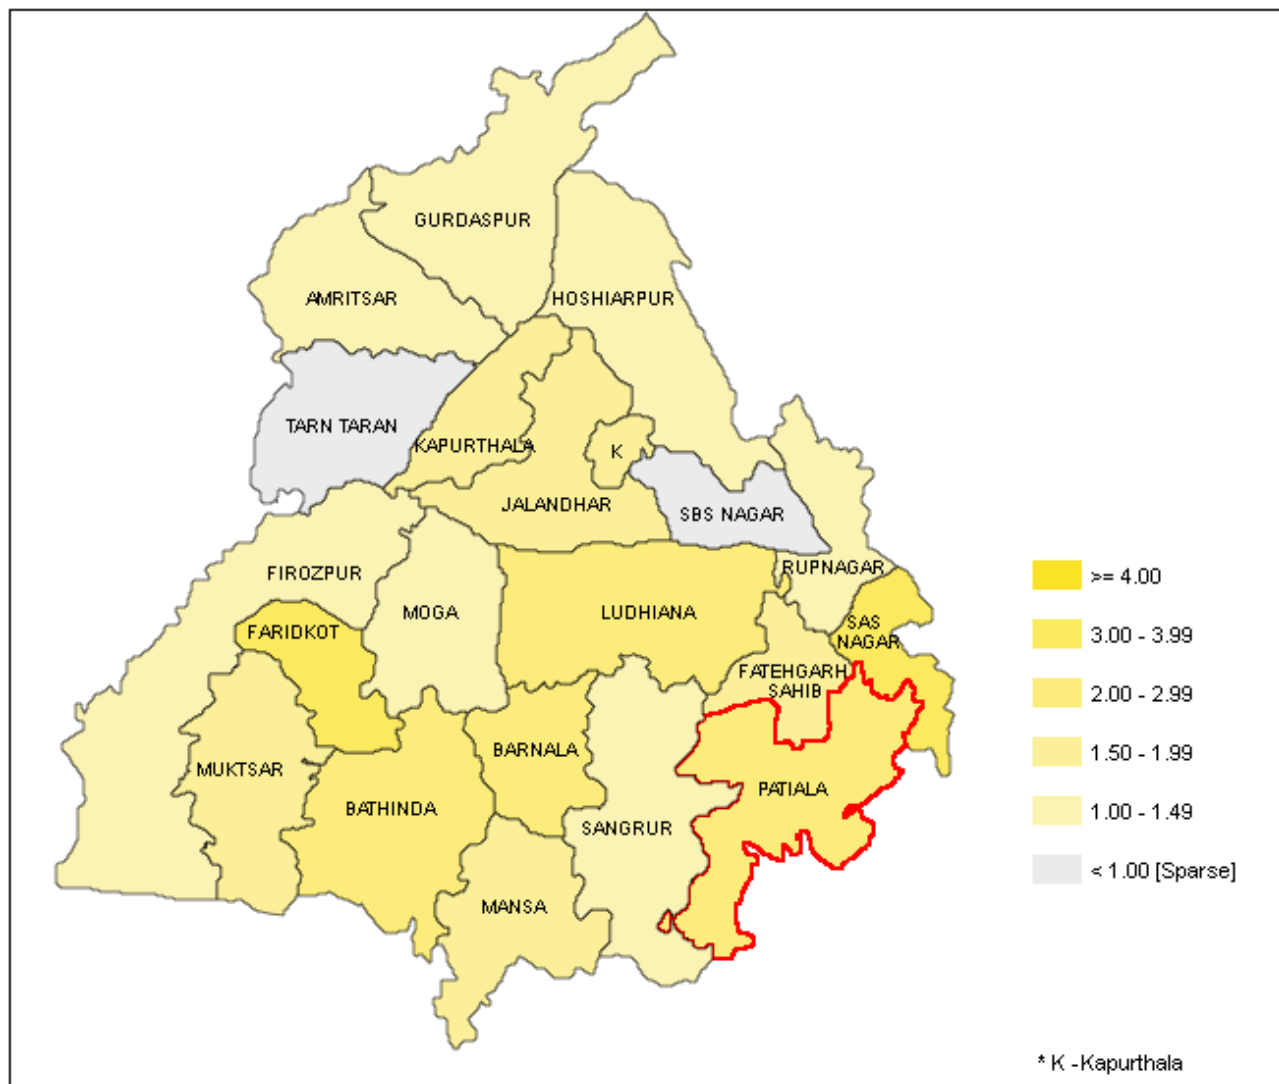 GURDASPUR
AMRITSAR
HOSHIARPUR
TARN TARAN
KAPURTHALA
K
JALANDHAR
SBS NAGAR
FIROZPUR
RUPNAGAR
MOGA
LUDHIANA
FARIDKOT
SAS
NAGAR
FATEHGARH
SAHIB
MUKTSAR
BARNALA
BATHINDA
PATIALA
SANGRUR
MANSA
>= 4.00
3.00 - 3.99
2.00 - 2.99
1.50 - 1.99
1.00 - 1.49
< 1.00 [Sparse]
* K -Kapurthala